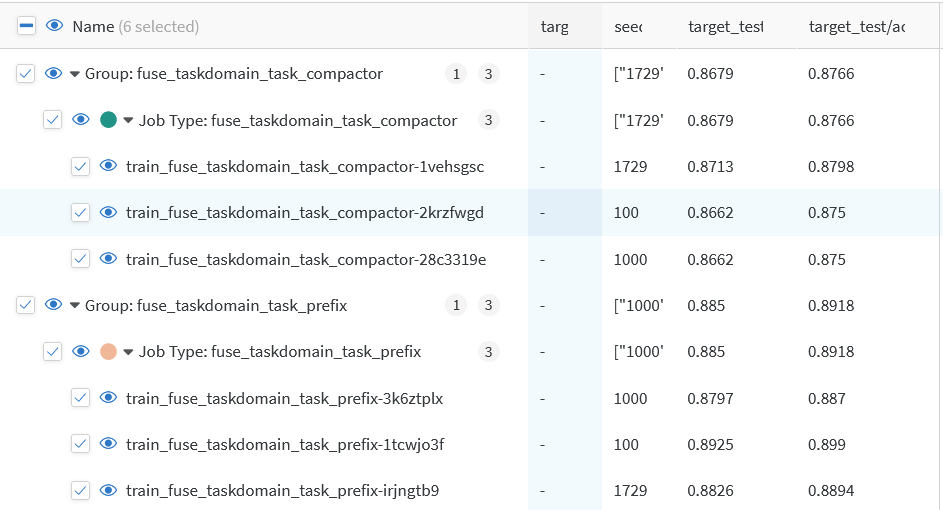 Name (6 selected) targ seec target_test target_test/ac
Group: fuse_taskdomain_task_compactor 1 3 - ["1729' 0.8679 0.8766
Job Type: fuse_taskdomain_task_compactor 3 - ["1729' 0.8679 0.8766
train_fuse_taskdomain_task_compactor-1vehsgsc - 1729 0.8713 0.8798
train_fuse_taskdomain_task_compactor-2krzfwgd - 100 0.8662 0.875
train_fuse_taskdomain_task_compactor-28c3319e - 1000 0.8662 0.875
Group: fuse_taskdomain_task_prefix 1 3 - ["1000' 0.885 0.8918
Job Type: fuse_taskdomain_task_prefix 3 - ["1000' 0.885 0.8918
train_fuse_taskdomain_task_prefix-3k6ztplx - 1000 0.8797 0.887
train_fuse_taskdomain_task_prefix-1tcwjo3f - 100 0.8925 0.899
train_fuse_taskdomain_task_prefix-irjngtb9 - 1729 0.8826 0.8894